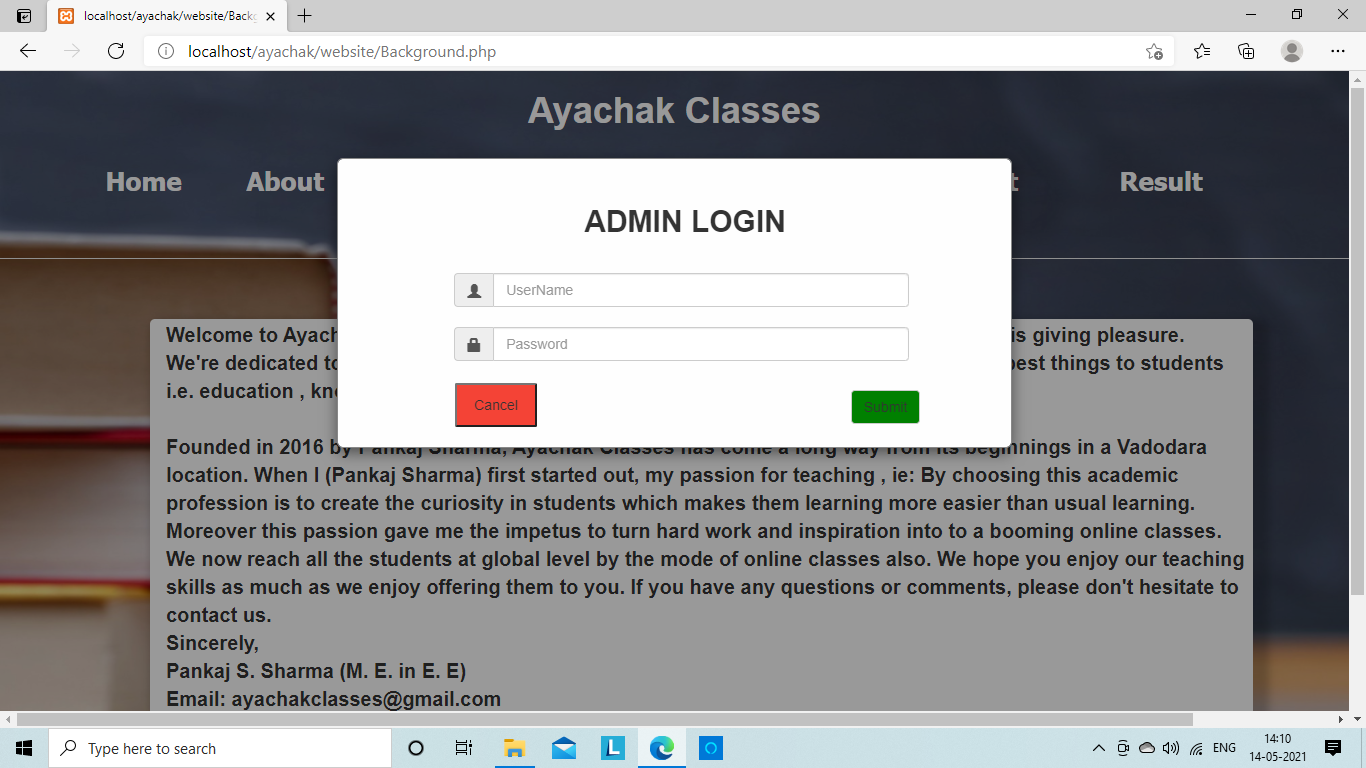 localhost/ayachak/website/Backg
localhost/ayachak/website/Background.php
Ayachak Classes
Home About Result
ADMIN LOGIN
UserName
Password
Cancel Submit
Welcome to is giving pleasure.
We're dedicated things to students
i.e. education ,
Founded in 2016 by Pankaj Sharma, Ayachak Classes has come a long way from its beginnings in a Vadodara
location. When I (Pankaj Sharma) first started out, my passion for teaching , ie: By choosing this academic
profession is to create the curiosity in students which makes them learning more easier than usual learning.
Moreover this passion gave me the impetus to turn hard work and inspiration into to a booming online classes.
We now reach all the students at global level by the mode of online classes also. We hope you enjoy our teaching
skills as much as we enjoy offering them to you. If you have any questions or comments, please don't hesitate to
contact us.
Sincerely,
Pankaj S. Sharma (M. E. in E. E)
Email: ayachakclasses@gmail.com
Type here to search
L
ENG
14:10
14-05-2021